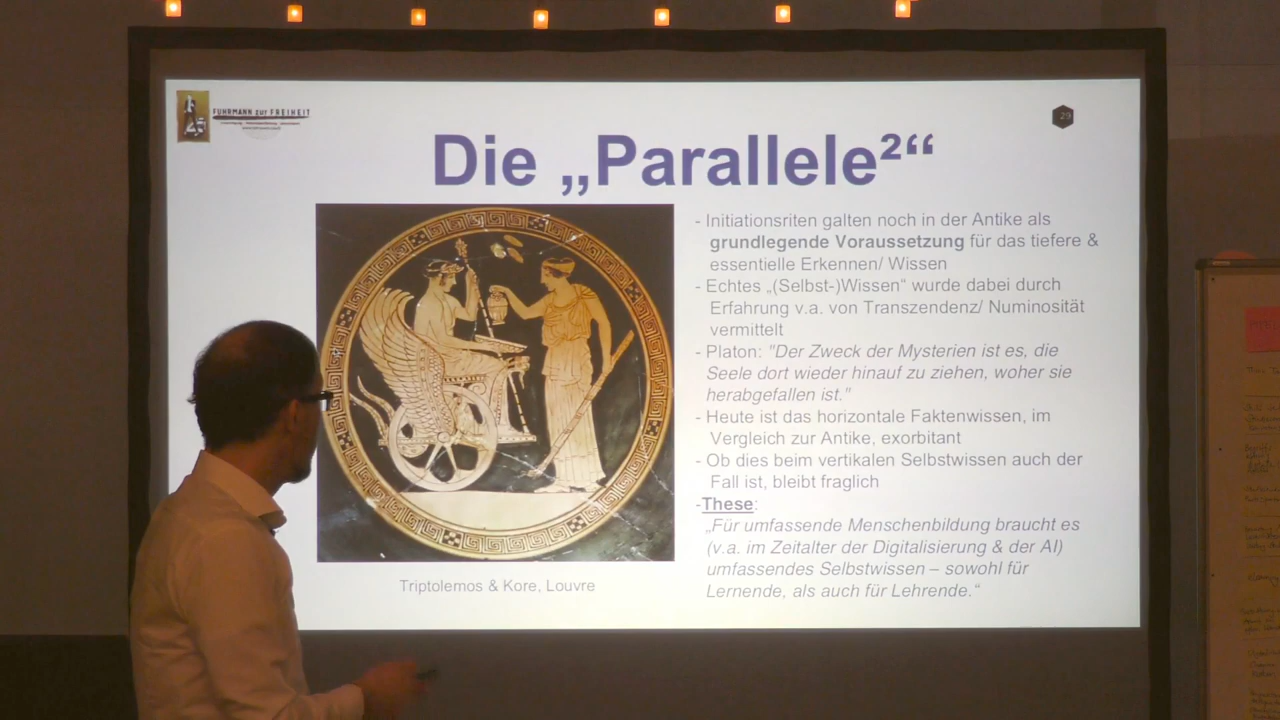 FUHRMANN zur FREIHEIT
29
Die „Parallele²“
- Initiationsriten galten noch in der Antike als
grundlegende Voraussetzung für das tiefere &
essentielle Erkennen/ Wissen
- Echtes „(Selbst-)Wissen“ wurde dabei durch
Erfahrung v.a. von Transzendenz/ Numinosität
vermittelt
- Platon: "Der Zweck der Mysterien ist es, die
Seele dort wieder hinauf zu ziehen, woher sie
herabgefallen ist."
- Heute ist das horizontale Faktenwissen, im
Vergleich zur Antike, exorbitant
- Ob dies beim vertikalen Selbstwissen auch der
Fall ist, bleibt fraglich
-These:
„Für umfassende Menschenbildung braucht es
(v.a. im Zeitalter der Digitalisierung & der AI)
umfassendes Selbstwissen – sowohl für
Lernende, als auch für Lehrende.“
Triptolemos & Kore, Louvre